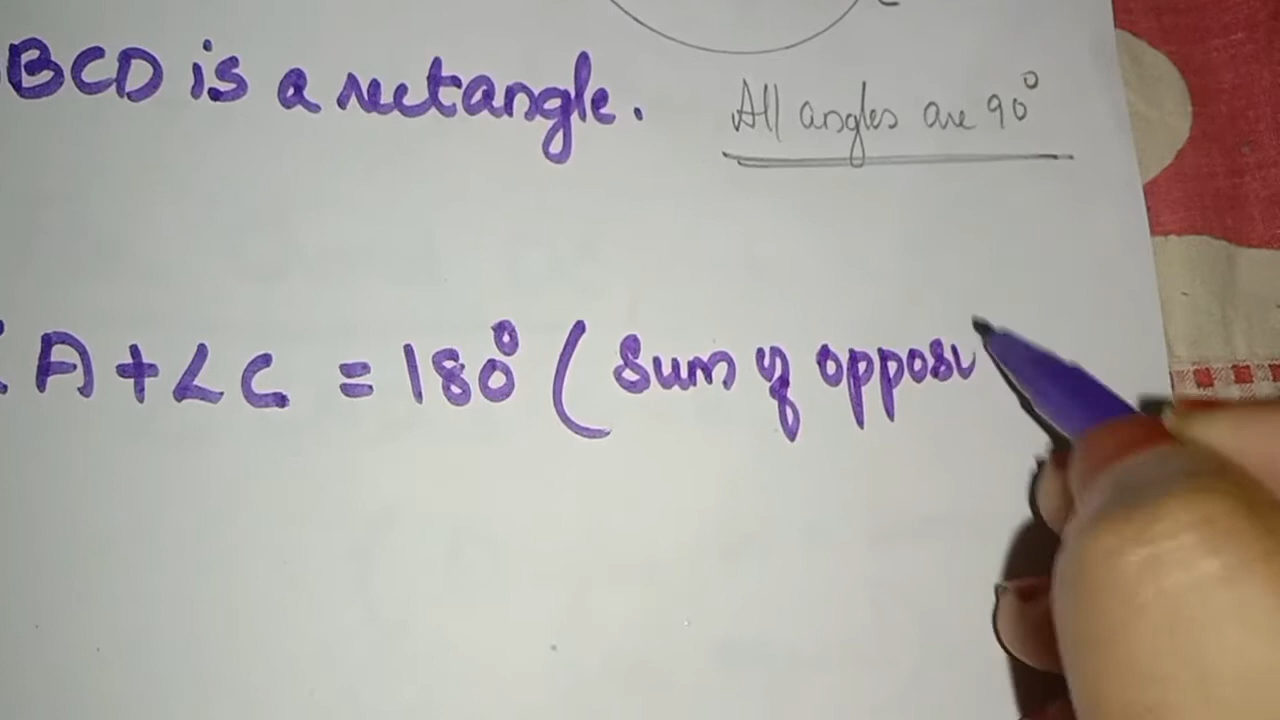 BCD is a rectangle.
All angles are 90°
A + ∠C = 180° ( Sum of opposi